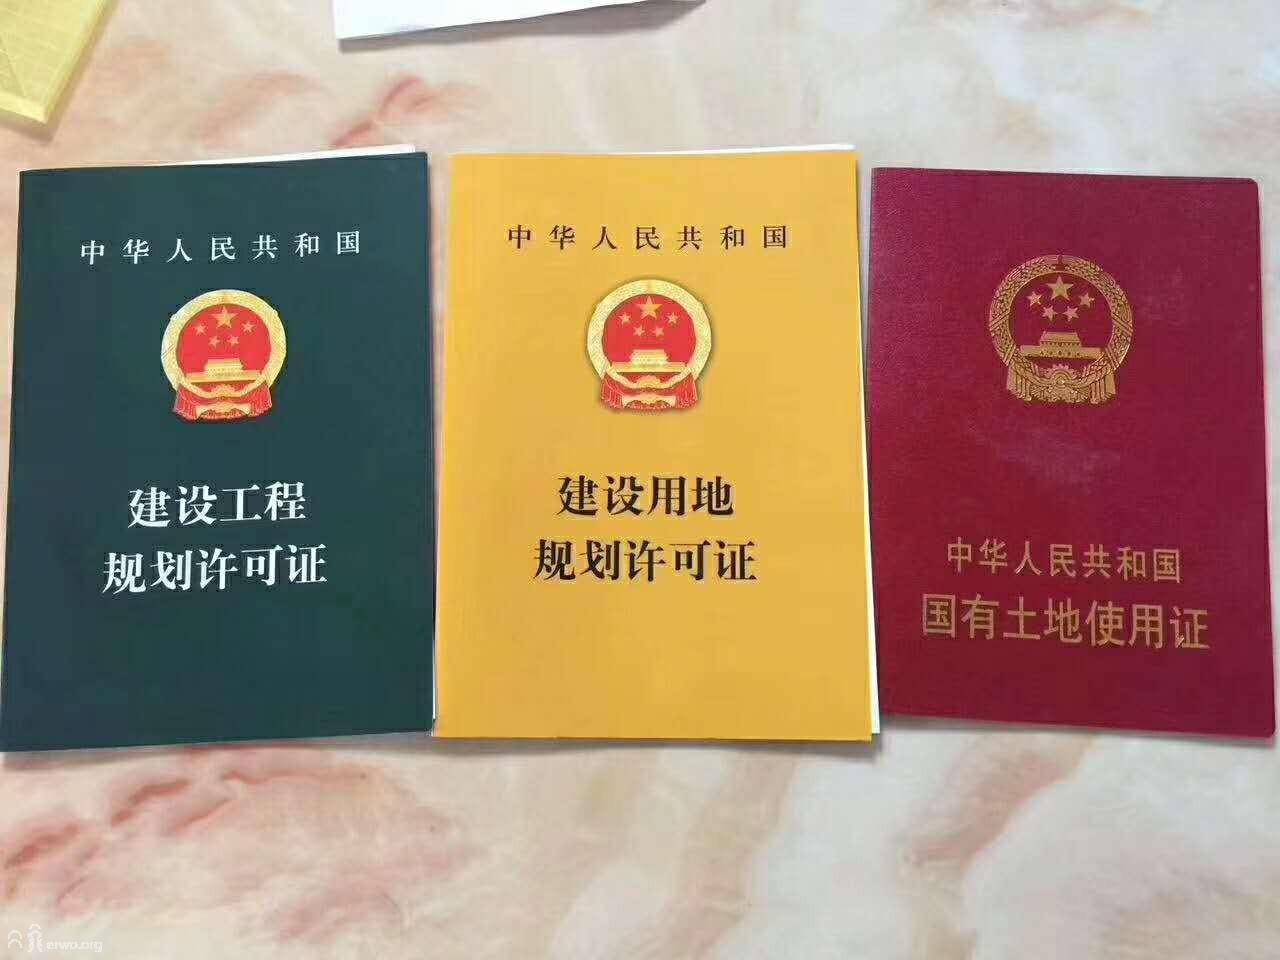 中华人民共和国
建设工程
规划许可证
中华人民共和国
建设用地
规划许可证
中华人民共和国
国有土地使用证
erwo.org